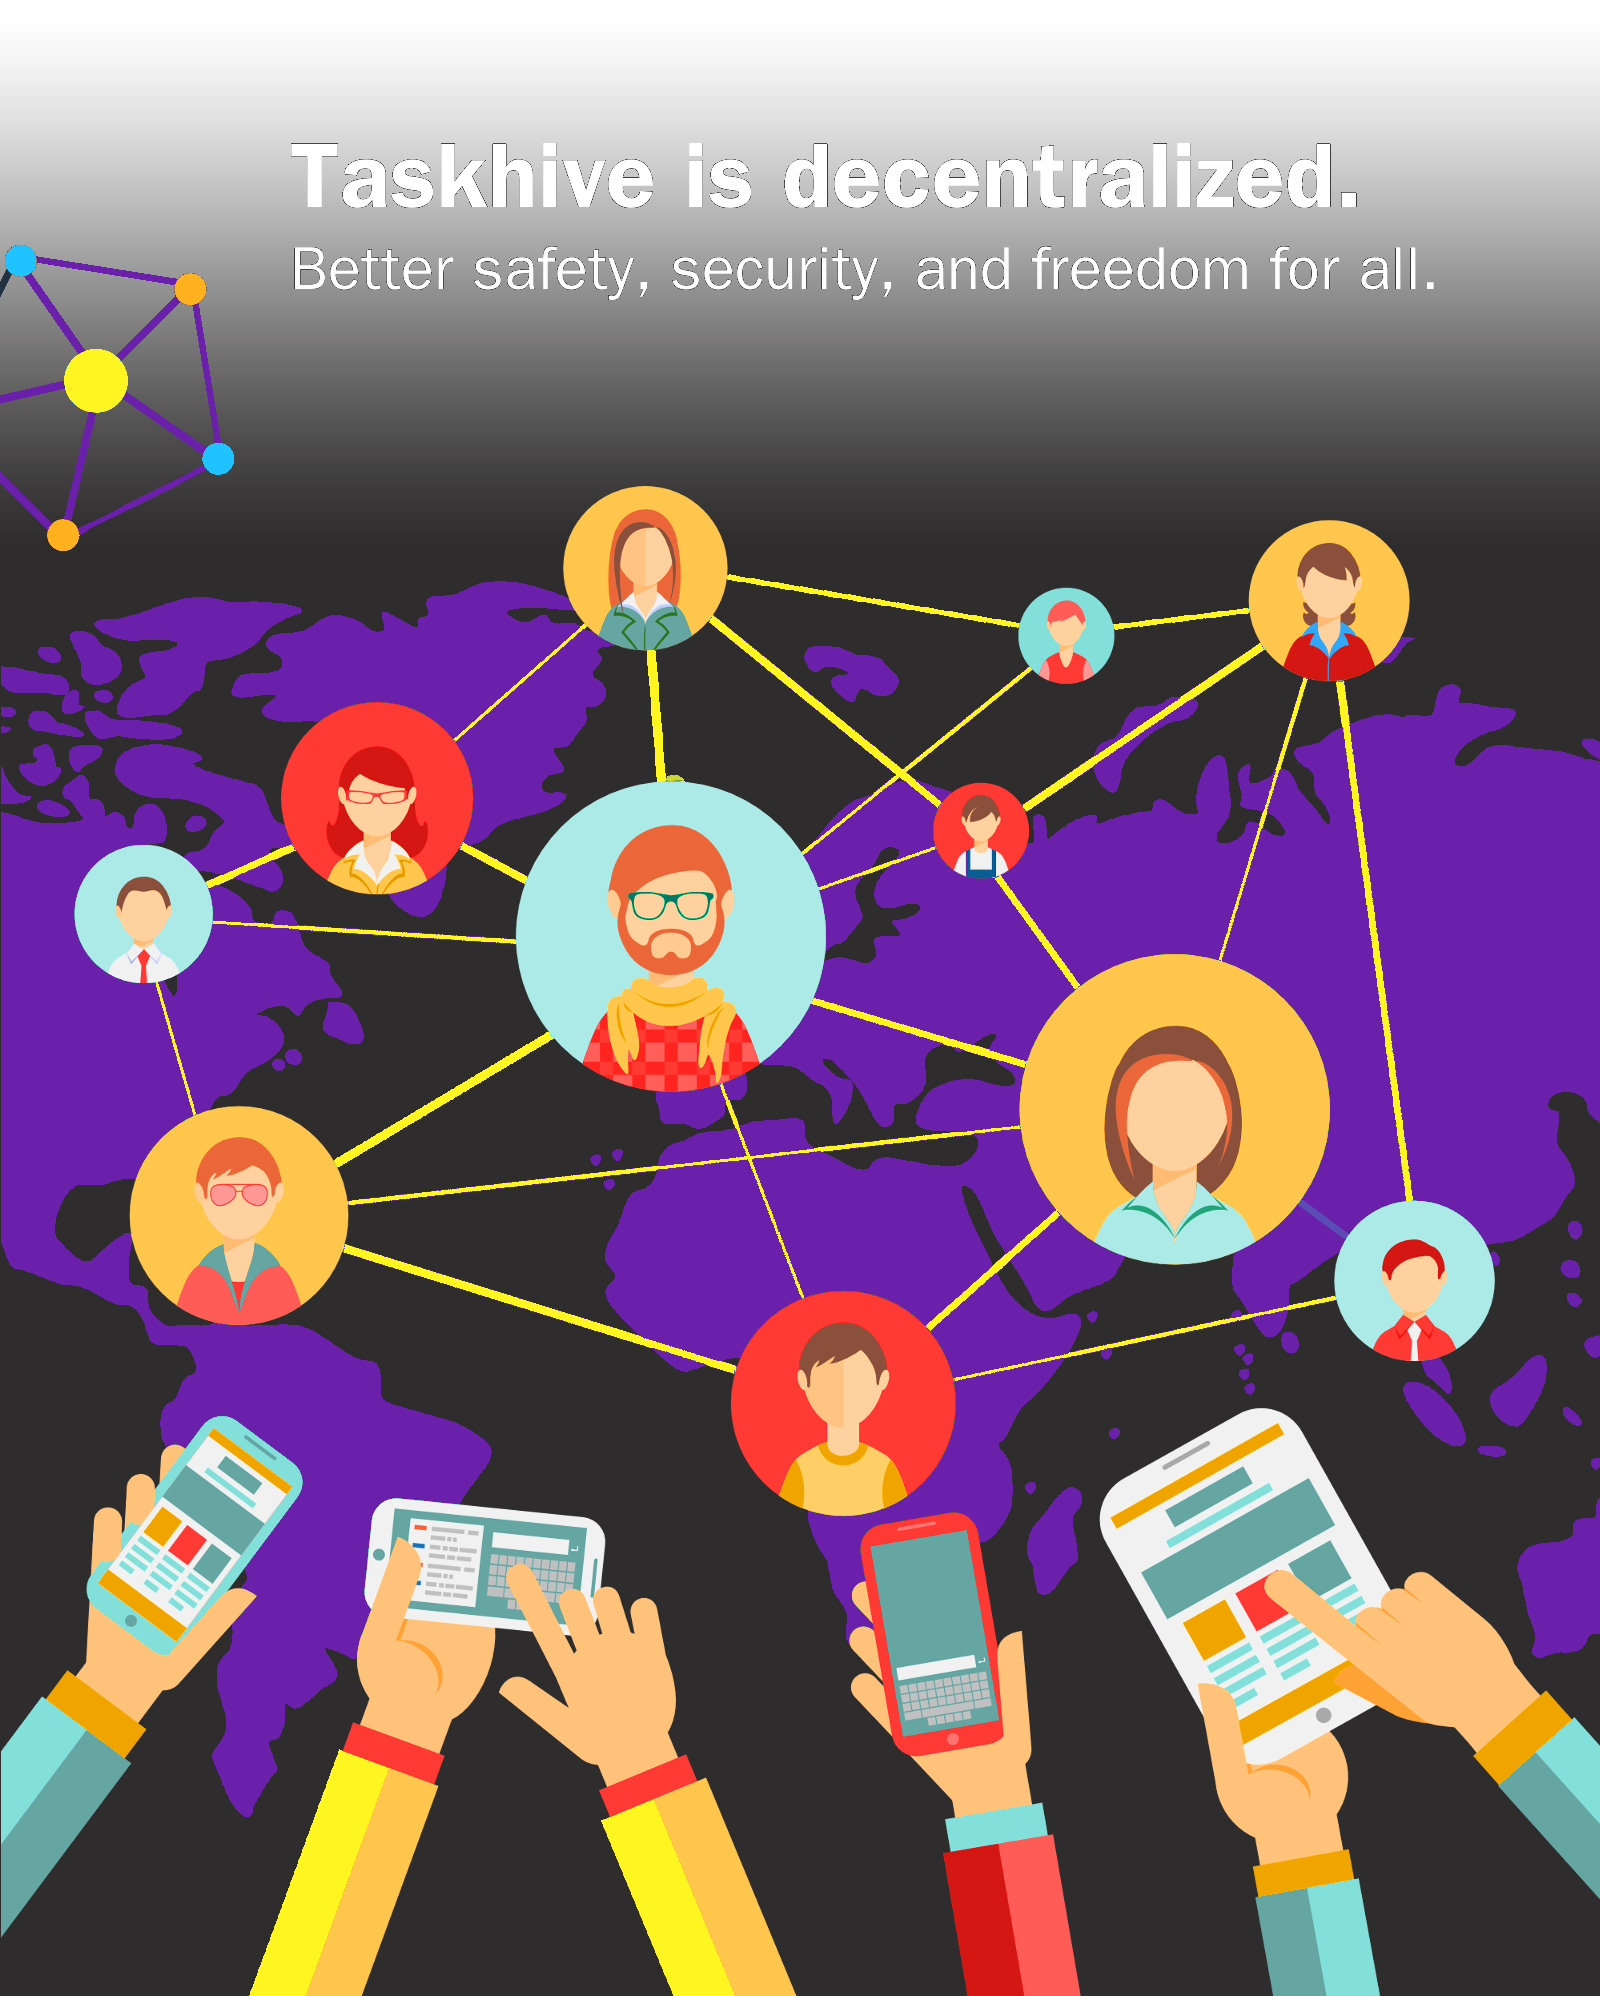 Taskhive is decentralized.
Better safety, security, and freedom for all.